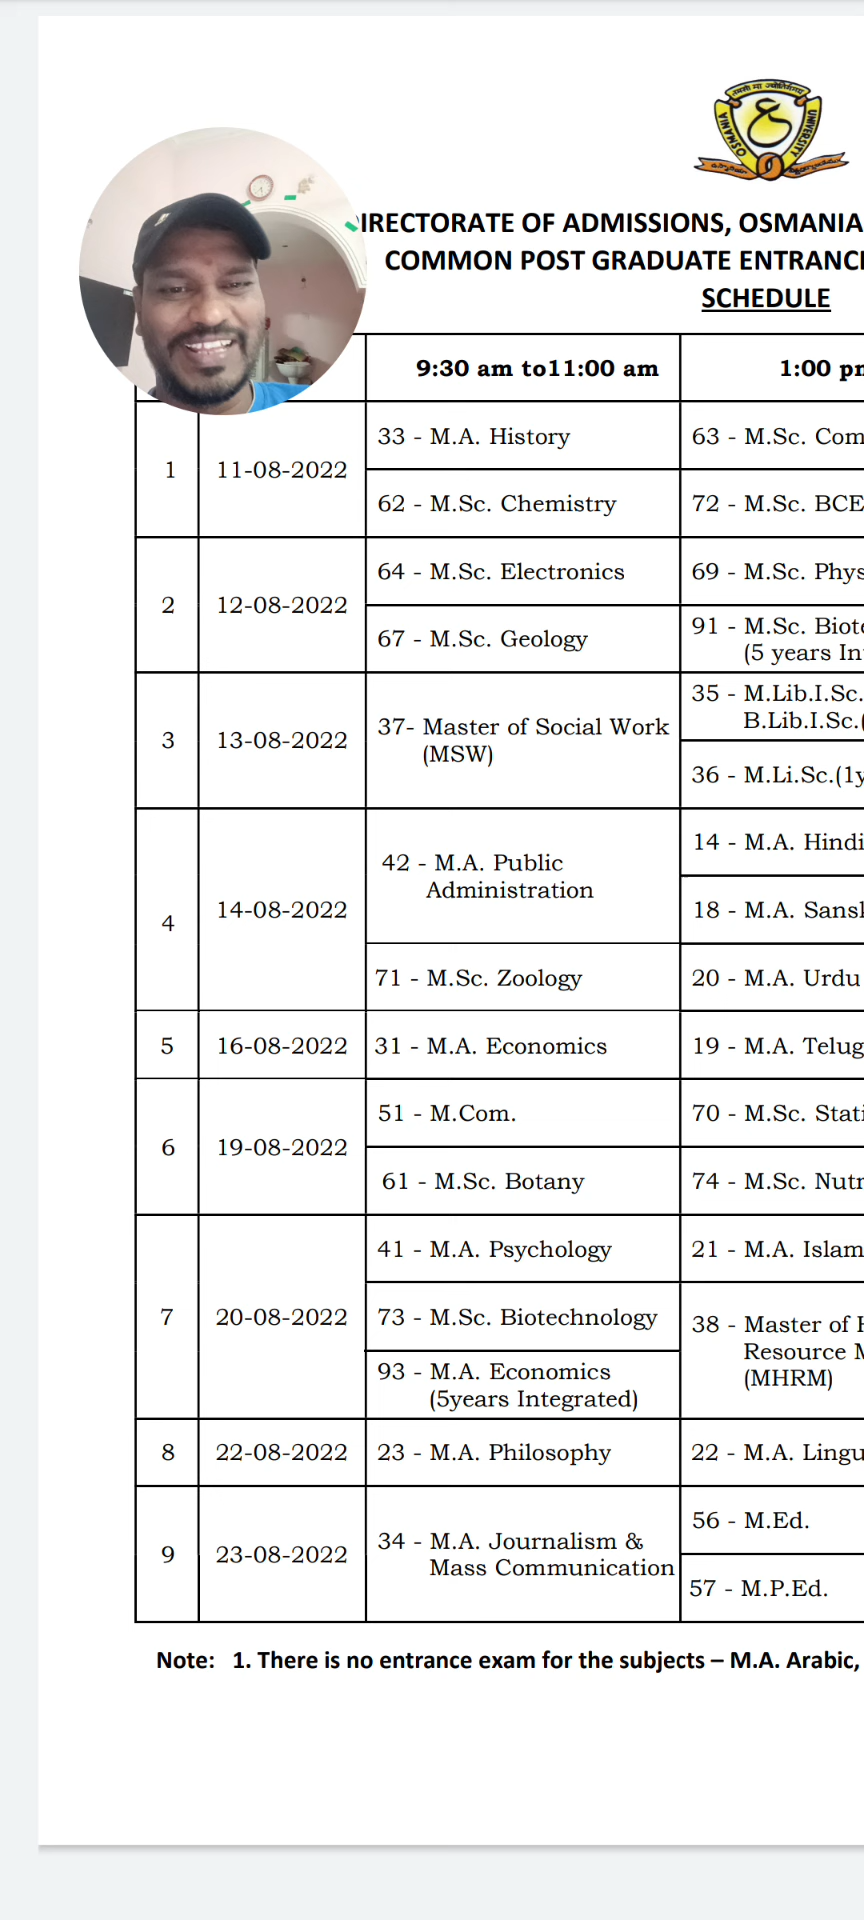 OSMANIA UNIVERSITY
IRECTORATE OF ADMISSIONS, OSMANIA
COMMON POST GRADUATE ENTRANC
SCHEDULE
9:30 am to11:00 am 1:00 p
1 11-08-2022 33 - M.A. History 63 - M.Sc. Com
62 - M.Sc. Chemistry 72 - M.Sc. BCE
2 12-08-2022 64 - M.Sc. Electronics 69 - M.Sc. Phys
67 - M.Sc. Geology 91 - M.Sc. Biot
(5 years In
3 13-08-2022 37- Master of Social Work
(MSW)
35 - M.Lib.I.Sc.
B.Lib.I.Sc.(
36 - M.Li.Sc.(1y
4 14-08-2022 42 - M.A. Public
Administration
14 - M.A. Hindi
18 - M.A. Sans
71 - M.Sc. Zoology 20 - M.A. Urdu
5 16-08-2022 31 - M.A. Economics 19 - M.A. Telug
6 19-08-2022 51 - M.Com. 70 - M.Sc. Stati
61 - M.Sc. Botany 74 - M.Sc. Nutr
7 20-08-2022 41 - M.A. Psychology 21 - M.A. Islam
73 - M.Sc. Biotechnology 38 - Master of H
Resource M
(MHRM)
93 - M.A. Economics
(5years Integrated)
8 22-08-2022 23 - M.A. Philosophy 22 - M.A. Lingu
9 23-08-2022 34 - M.A. Journalism &
Mass Communication
56 - M.Ed.
57 - M.P.Ed.
Note: 1. There is no entrance exam for the subjects – M.A. Arabic,